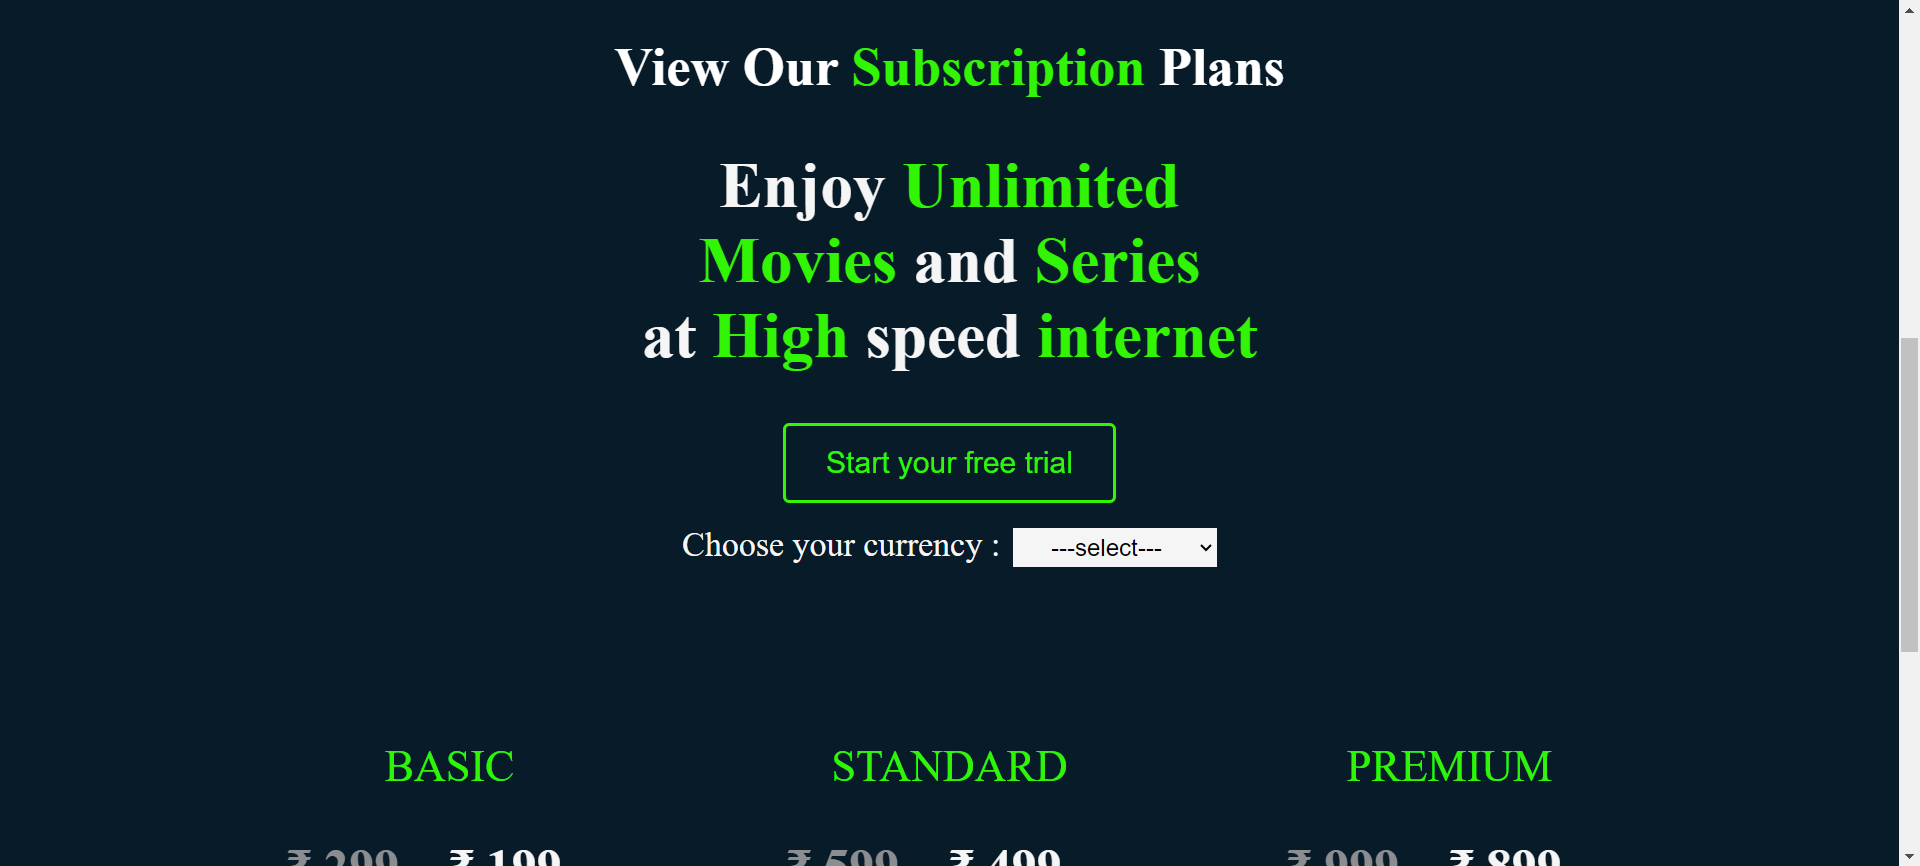 View Our Subscription Plans
Enjoy Unlimited
Movies and Series
at High speed internet
Start your free trial
Choose your currency : ---select---
BASIC STANDARD PREMIUM
₹ 299 ₹ 199 ₹ 599 ₹ 499 ₹ 999 ₹ 899